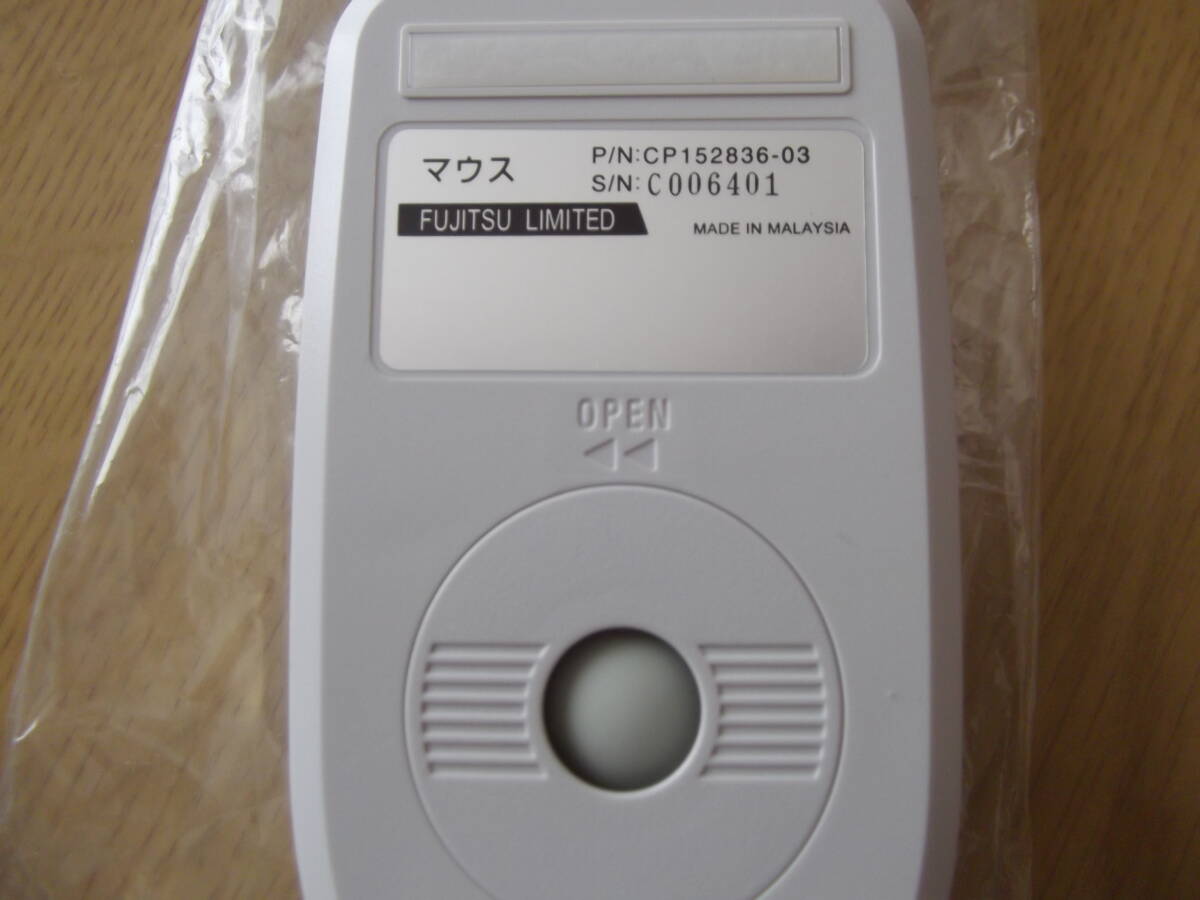 マウス
P/N:CP152836-03
S/N:C006401
FUJITSU LIMITED
MADE IN MALAYSIA
OPEN